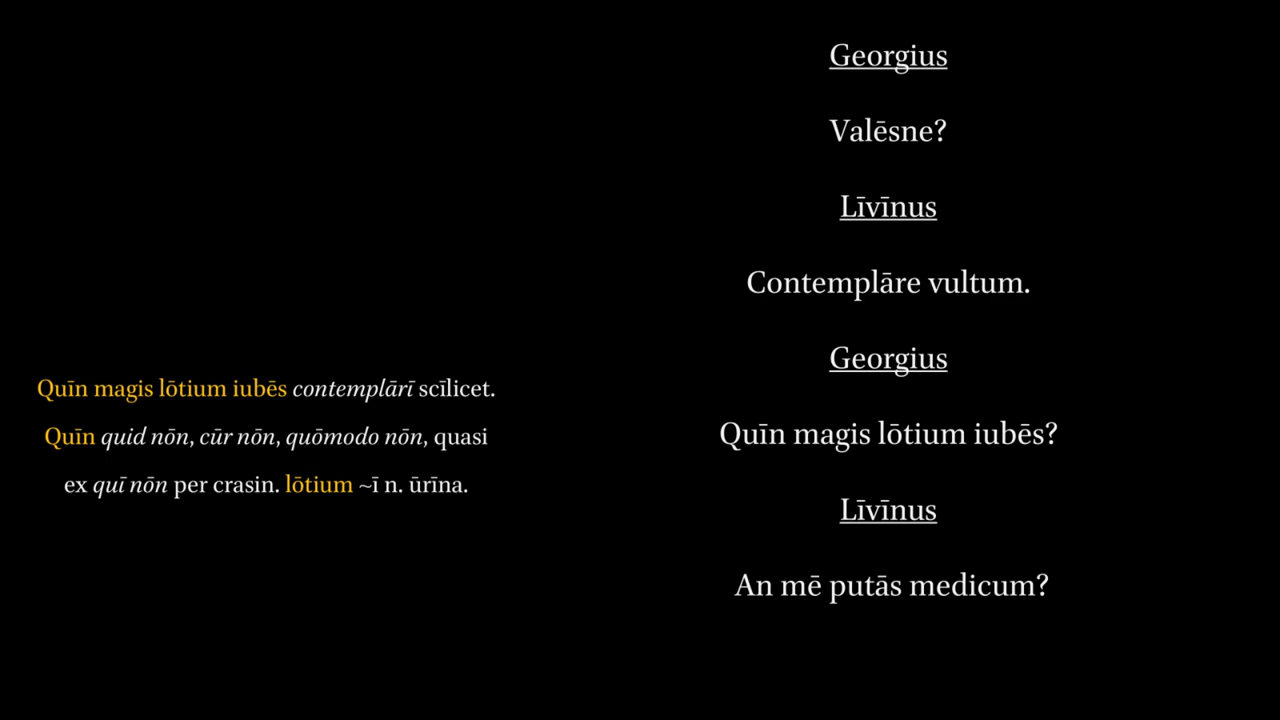 Quīn magis lōtium iubēs contemplārī scīlicet.
Quīn quid nōn, cūr nōn, quōmodo nōn, quasi
ex quī nōn per crasin. lōtium ~ī n. ūrīna.
Georgius
Valēsne?
Līvīnus
Contemplāre vultum.
Georgius
Quīn magis lōtium iubēs?
Līvīnus
An mē putās medicum?